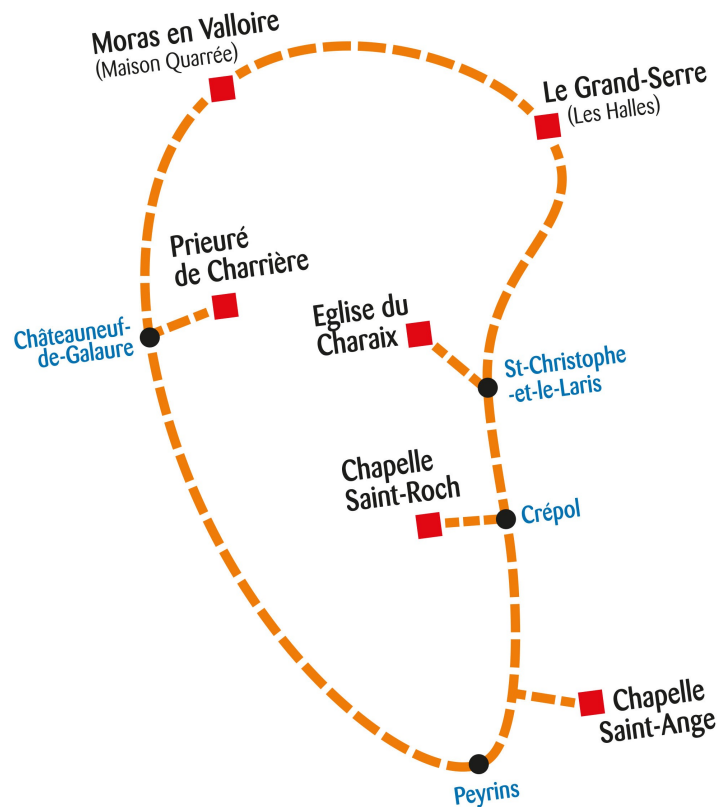 Moras en Valloire
(Maison Quarrée)
Le Grand-Serre
(Les Halles)
Prieuré
de Charrière
Châteauneuf-
de-Galaure
Eglise du
Charaix
St-Christophe
-et-le-Laris
Chapelle
Saint-Roch
Crépol
Chapelle
Saint-Ange
Peyrins